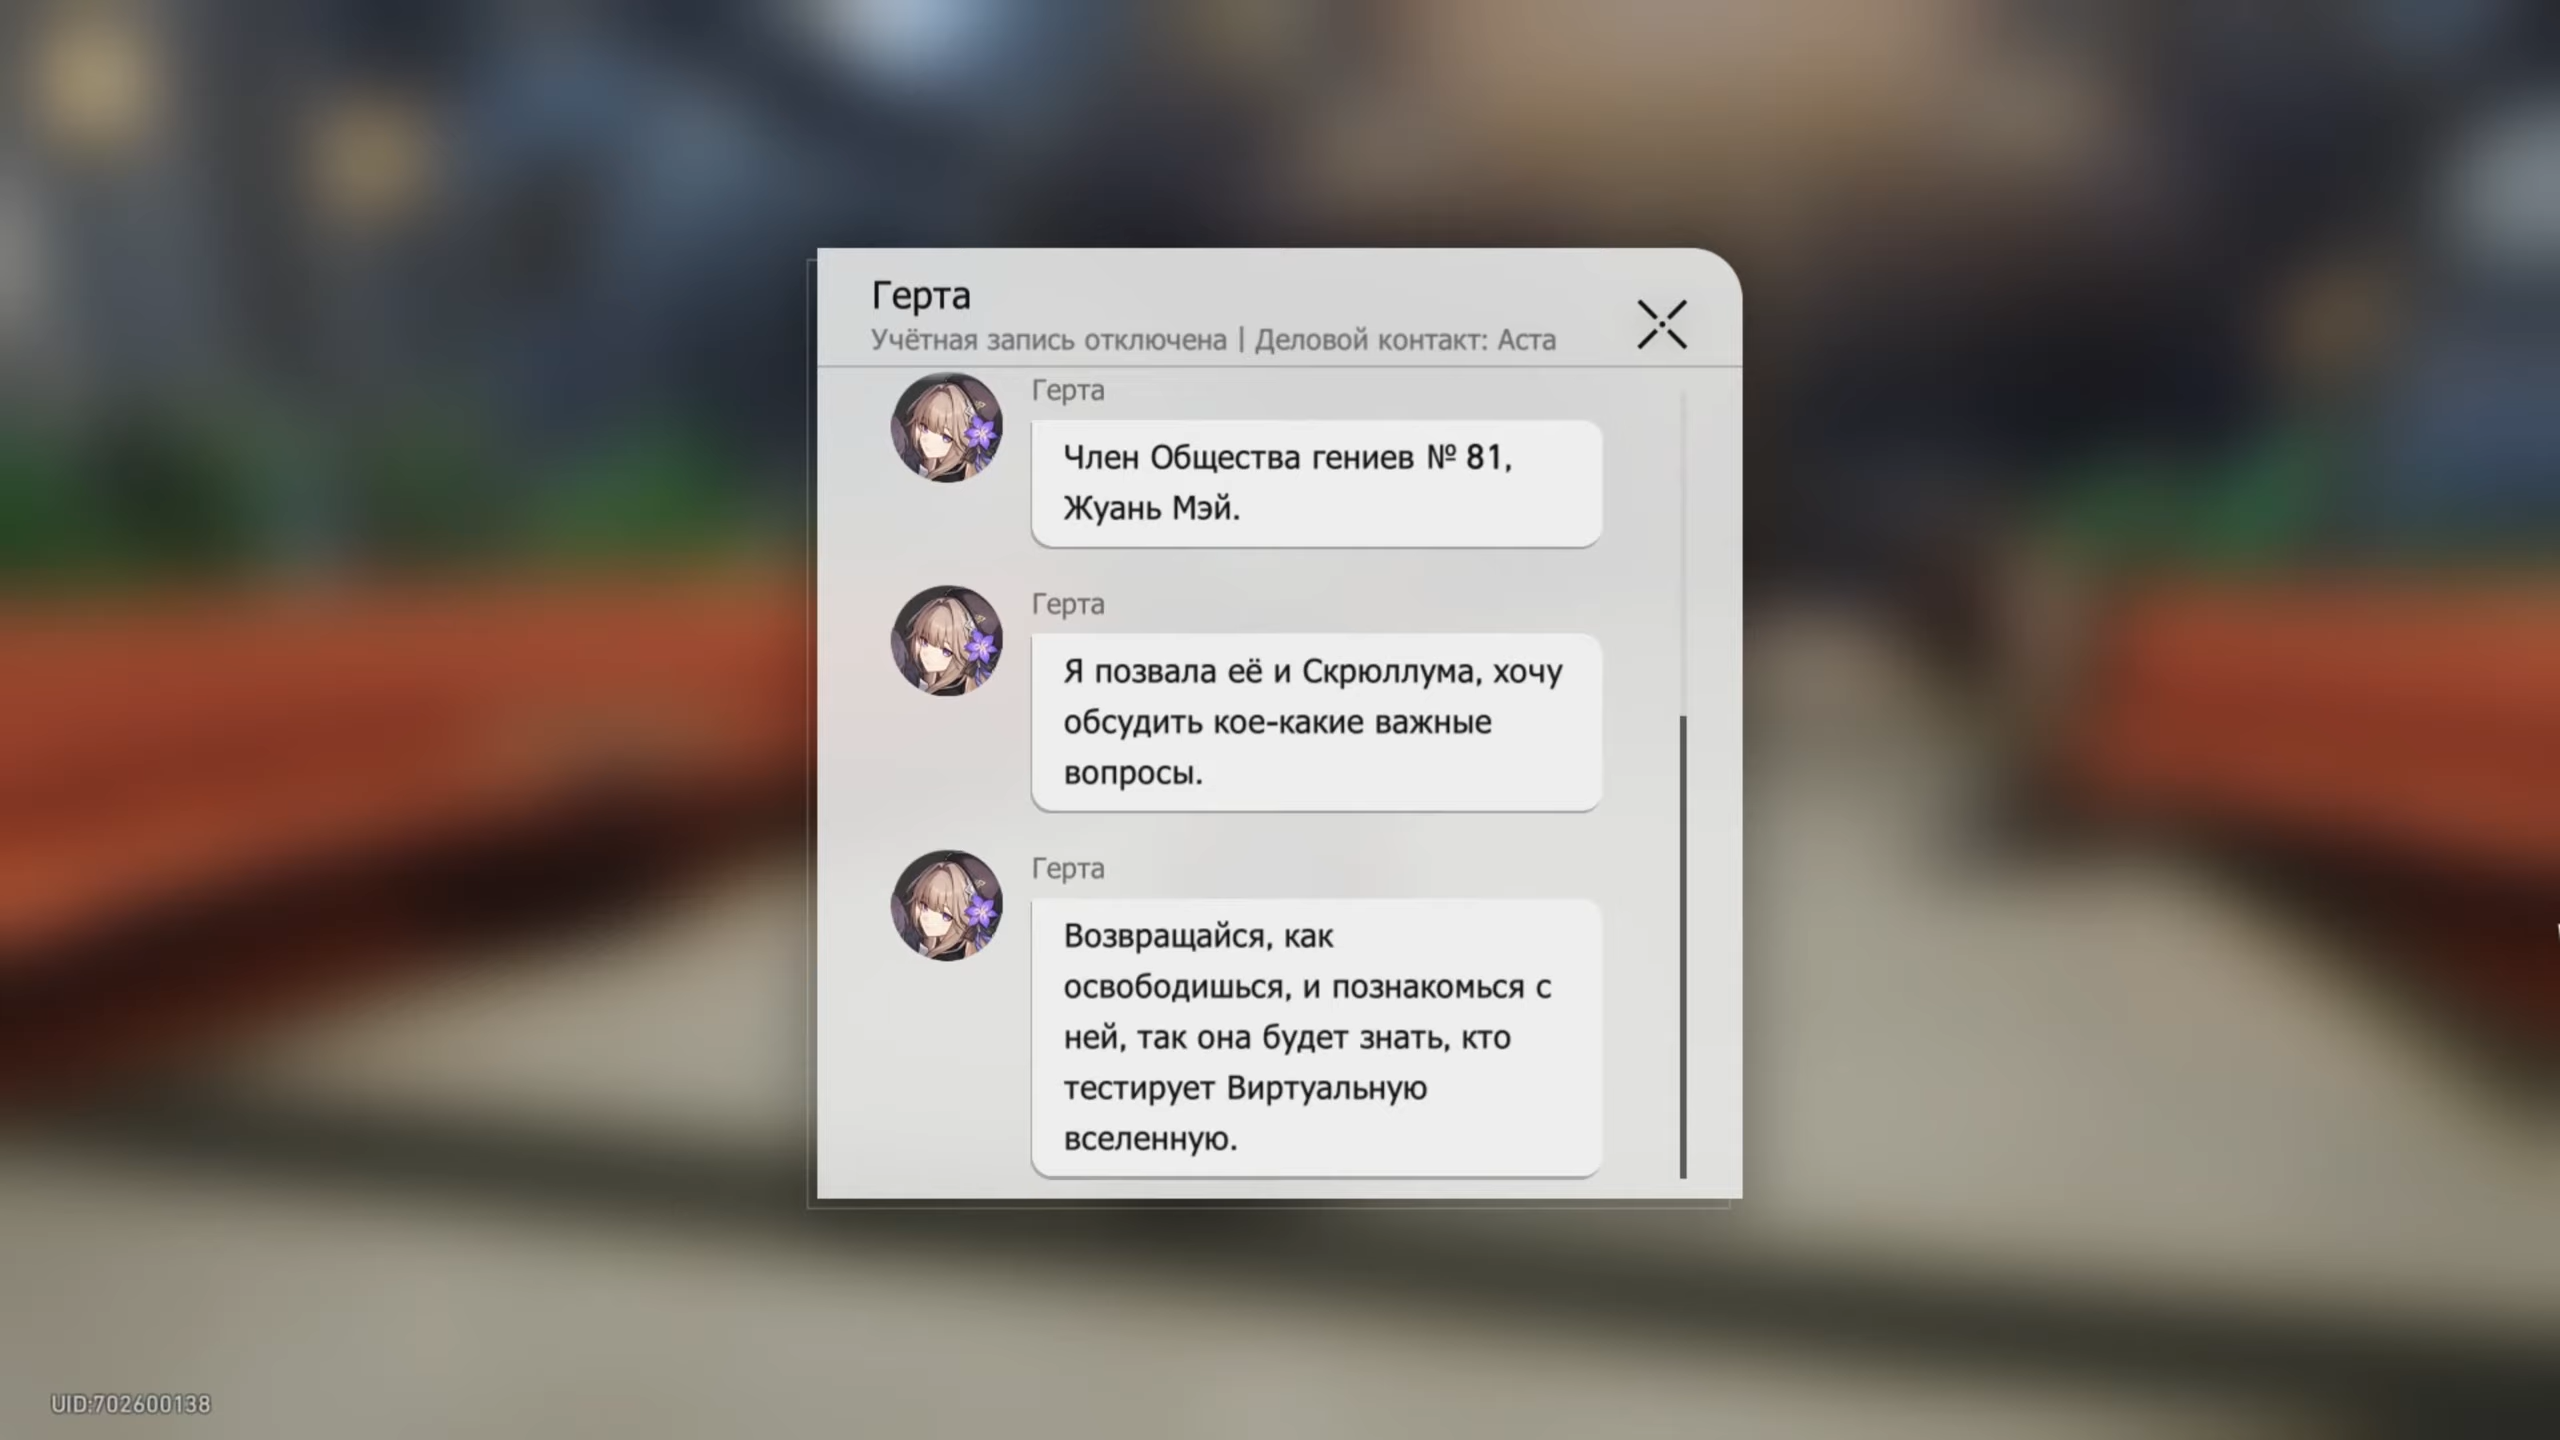 Герта
Учётная запись отключена | Деловой контакт: Аста
Герта
Член Общества гениев № 81,
Жуань Мэй.
Герта
Я позвала её и Скрюллума, хочу
обсудить кое-какие важные
вопросы.
Герта
Возвращайся, как
освободишься, и познакомься с
ней, так она будет знать, кто
тестирует Виртуальную
вселенную.
UID:702600138